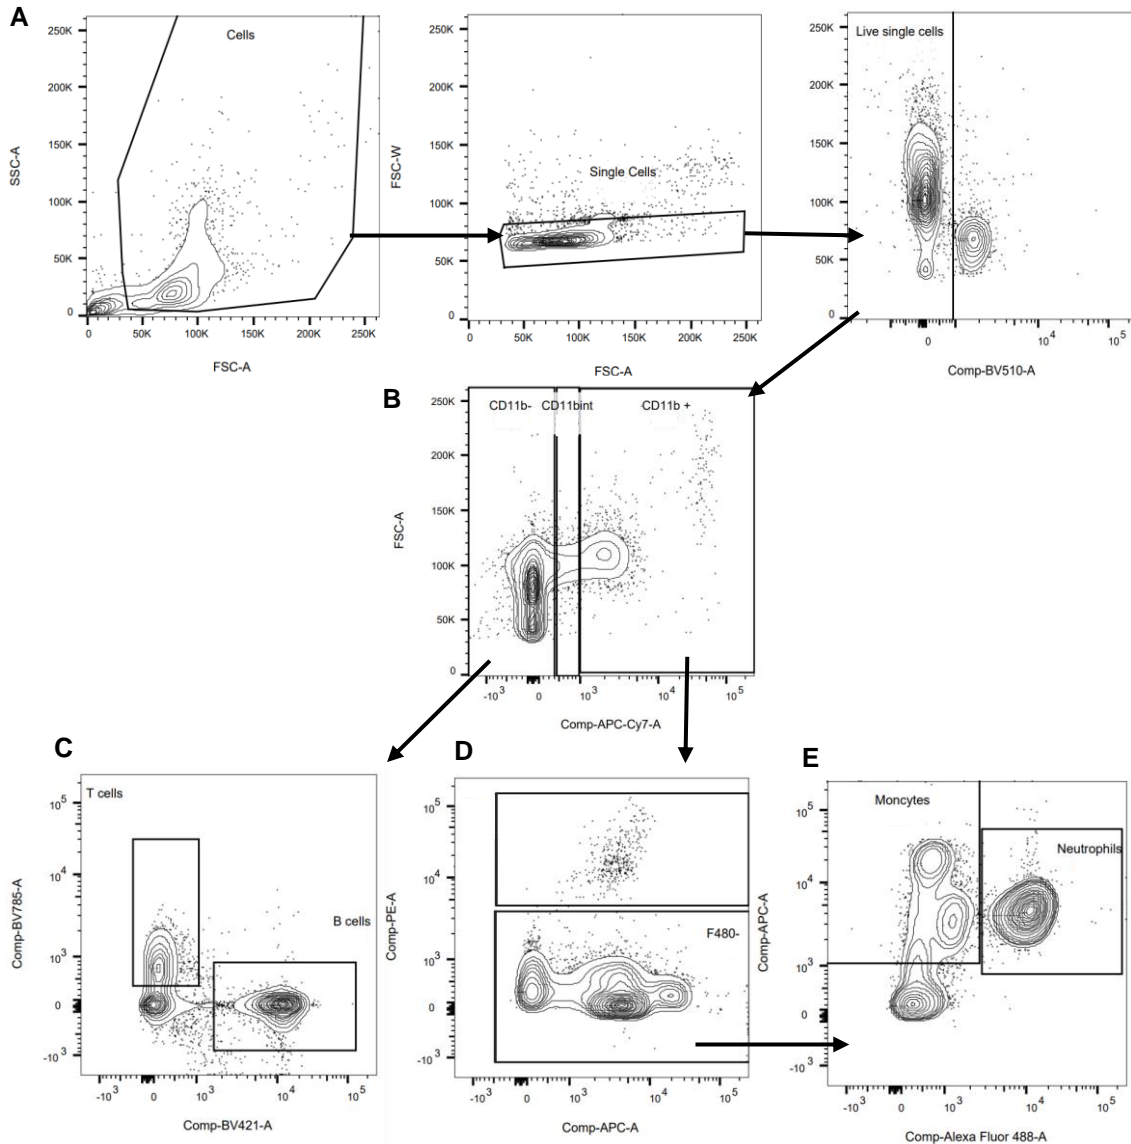 A
250K
200K
150K
100K
50K
0
SSC-A
Cells
0 50K 100K 150K 200K 250K
FSC-A
250K
200K
150K
100K
50K
0
FSC-W
Single Cells
0 50K 100K 150K 200K 250K
FSC-A
250K
200K
150K
100K
50K
0
Live single cells
0 10 4 10 5
Comp-BV510-A
B
250K
200K
150K
100K
50K
0
FSC-A
CD11b- CD11bint CD11b +
-10 3 0 10 3 10 4 10 5
Comp-APC-Cy7-A
C
10 5
10 4
10 3
0
-10 3
Comp-BV785-A
T cells
B cells
-10 3 0 10 3 10 4 10 5
Comp-BV421-A
D
10 5
10 4
10 3
0
-10 3
Comp-PE-A
F480-
-10 3 0 10 3 10 4 10 5
Comp-APC-A
E
10 5
10 4
10 3
0
-10 3
Comp-APC-A
Moncytes
Neutrophils
-10 3 0 10 3 10 4 10 5
Comp-Alexa Fluor 488-A